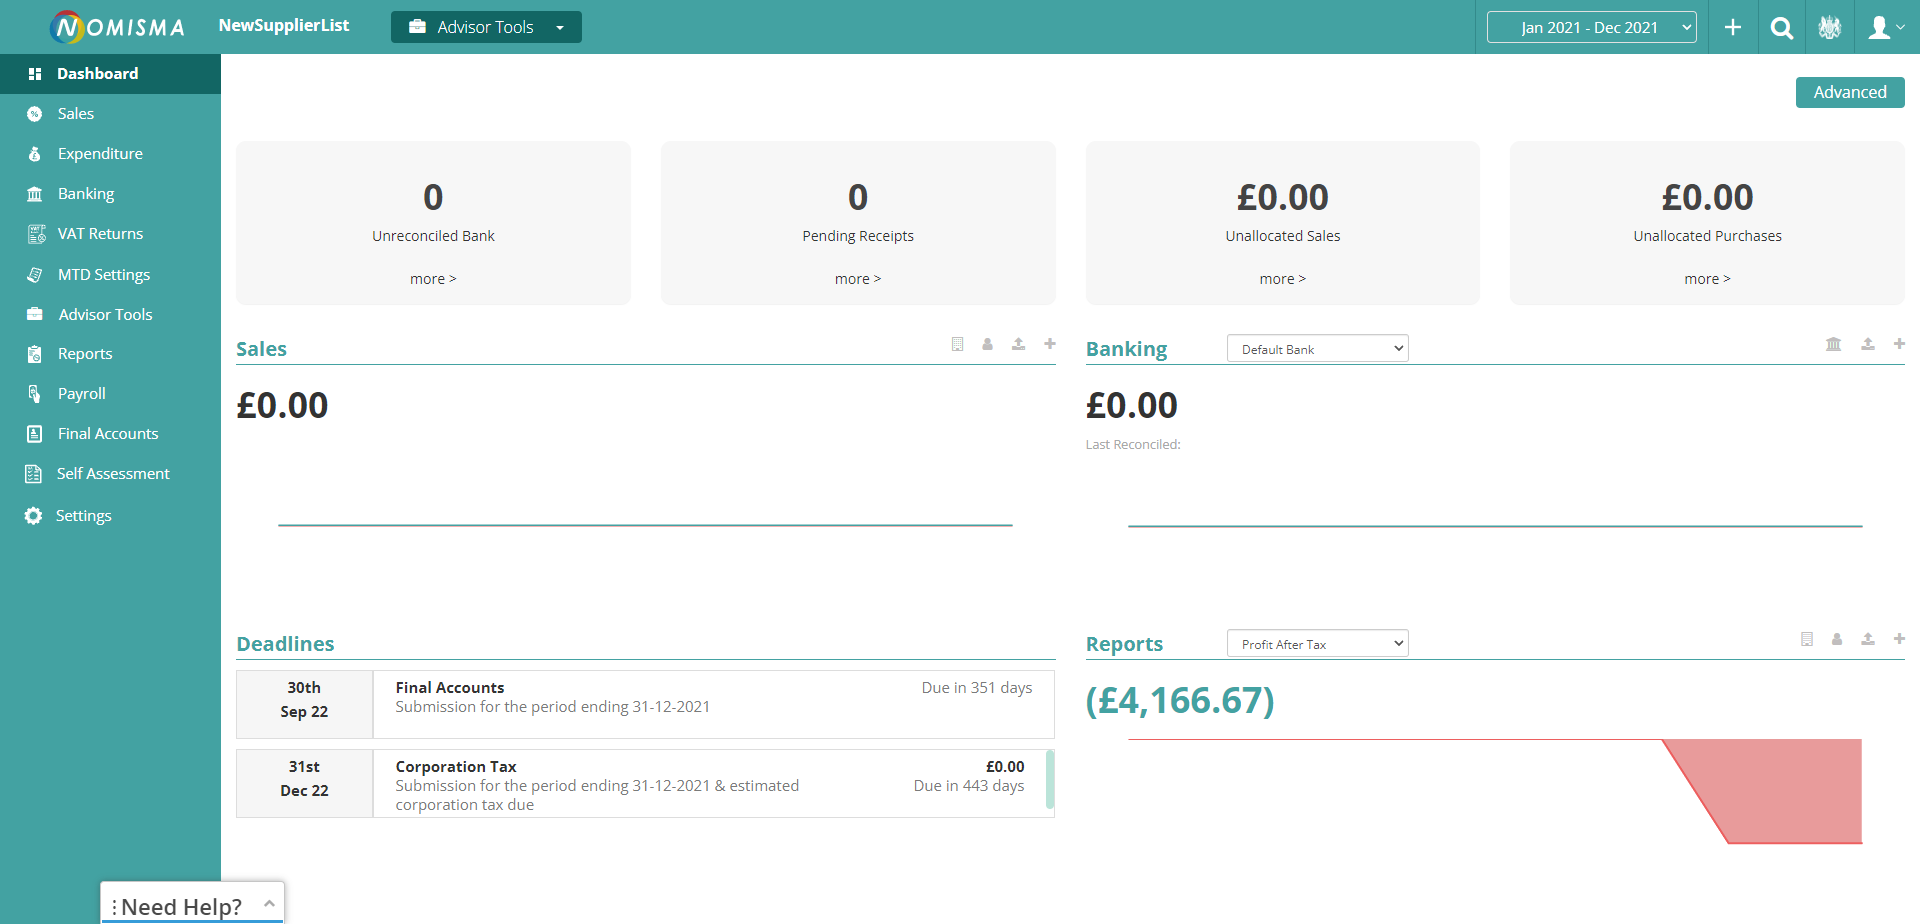 NOMISMA
NewSupplierList
Advisor Tools
Jan 2021 - Dec 2021
Dashboard
Sales
Expenditure
Banking
VAT Returns
MTD Settings
Advisor Tools
Reports
Payroll
Final Accounts
Self Assessment
Settings
Advanced
0
Unreconciled Bank
more >
0
Pending Receipts
more >
£0.00
Unallocated Sales
more >
£0.00
Unallocated Purchases
more >
Sales
£0.00
Banking
Default Bank
£0.00
Last Reconciled:
Deadlines
30th
Sep 22
Final Accounts
Submission for the period ending 31-12-2021
Due in 351 days
31st
Dec 22
Corporation Tax
Submission for the period ending 31-12-2021 & estimated
corporation tax due
£0.00
Due in 443 days
Reports
Profit After Tax
(£4,166.67)
Need Help?